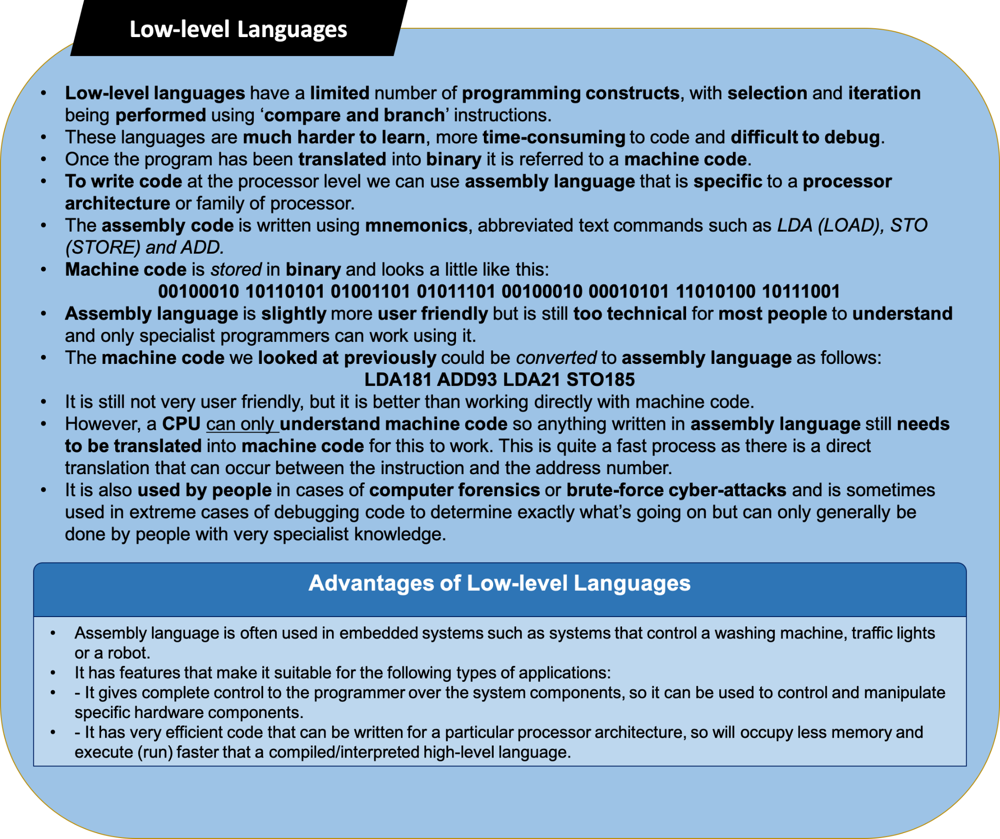 Low-level Languages
• Low-level languages have a limited number of programming constructs, with selection and iteration
being performed using ‘compare and branch’ instructions.
• These languages are much harder to learn, more time-consuming to code and difficult to debug.
• Once the program has been translated into binary it is referred to a machine code.
• To write code at the processor level we can use assembly language that is specific to a processor
architecture or family of processor.
• The assembly code is written using mnemonics, abbreviated text commands such as LDA (LOAD), STO
(STORE) and ADD.
• Machine code is stored in binary and looks a little like this:
00100010 10110101 01001101 01011101 00100010 00010101 11010100 10111001
• Assembly language is slightly more user friendly but is still too technical for most people to understand
and only specialist programmers can work using it.
• The machine code we looked at previously could be converted to assembly language as follows:
LDA181 ADD93 LDA21 STO185
• It is still not very user friendly, but it is better than working directly with machine code.
• However, a CPU can only understand machine code so anything written in assembly language still needs
to be translated into machine code for this to work. This is quite a fast process as there is a direct
translation that can occur between the instruction and the address number.
• It is also used by people in cases of computer forensics or brute-force cyber-attacks and is sometimes
used in extreme cases of debugging code to determine exactly what’s going on but can only generally be
done by people with very specialist knowledge.
Advantages of Low-level Languages
• Assembly language is often used in embedded systems such as systems that control a washing machine, traffic lights
or a robot.
• It has features that make it suitable for the following types of applications:
• - It gives complete control to the programmer over the system components, so it can be used to control and manipulate
specific hardware components.
• - It has very efficient code that can be written for a particular processor architecture, so will occupy less memory and
execute (run) faster that a compiled/interpreted high-level language.